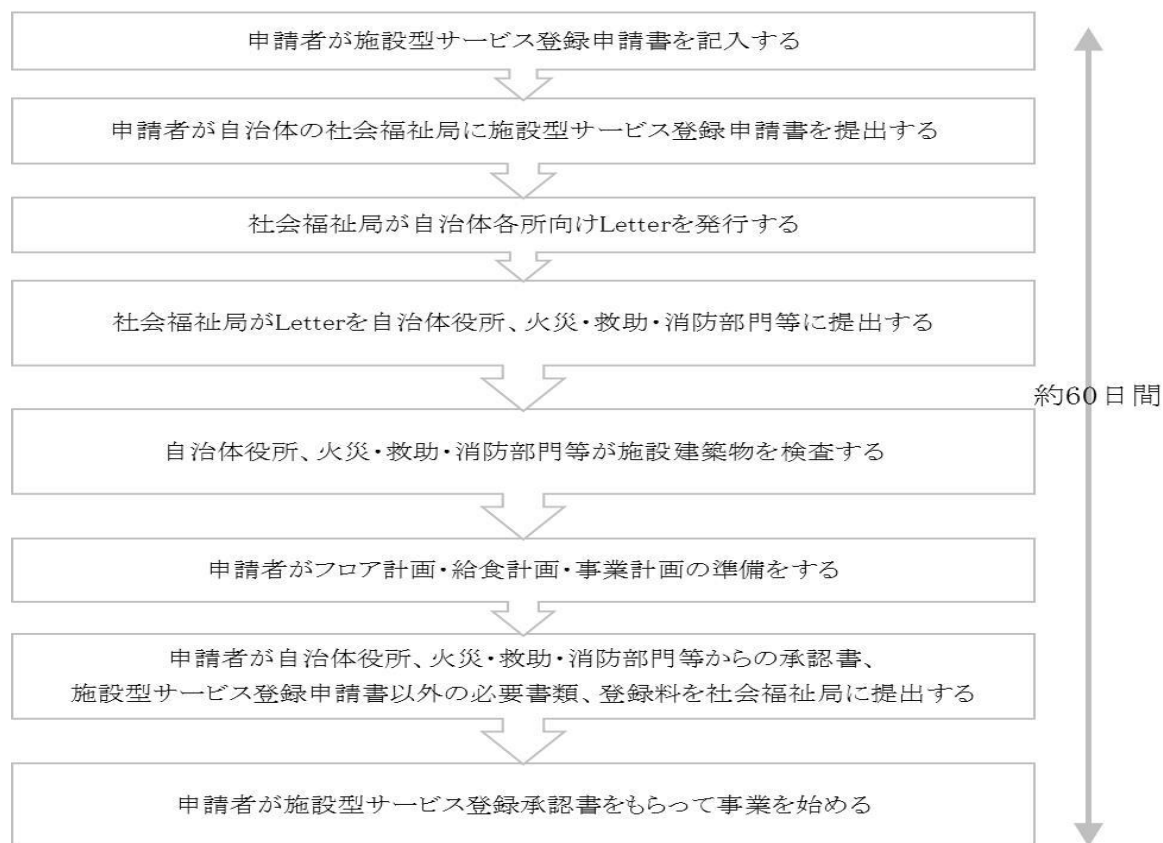 申請者が施設型サービス登録申請書を記入する
申請者が自治体の社会福祉局に施設型サービス登録申請書を提出する
社会福祉局が自治体各所向けLetterを発行する
社会福祉局がLetterを自治体役所、火災・救助・消防部門等に提出する
約60日間
自治体役所、火災・救助・消防部門等が施設建築物を検査する
申請者がフロア計画・給食計画・事業計画の準備をする
申請者が自治体役所、火災・救助・消防部門等からの承認書、
施設型サービス登録申請書以外の必要書類、登録料を社会福祉局に提出する
申請者が施設型サービス登録承認書をもらって事業を始める